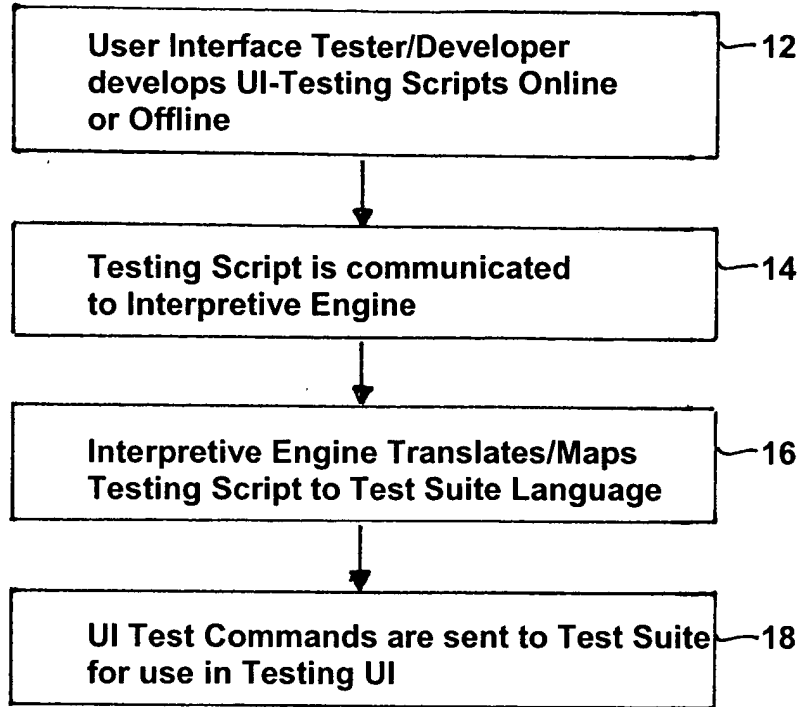 User Interface Tester/Developer
12
develops UI-Testing Scripts Online
or Offline
Testing Script is communicated
14
to Interpretive Engine
Interpretive Engine Translates/Maps
16
Testing Script to Test Suite Language
UI Test Commands are sent to Test Suite
18
for use in Testing UI